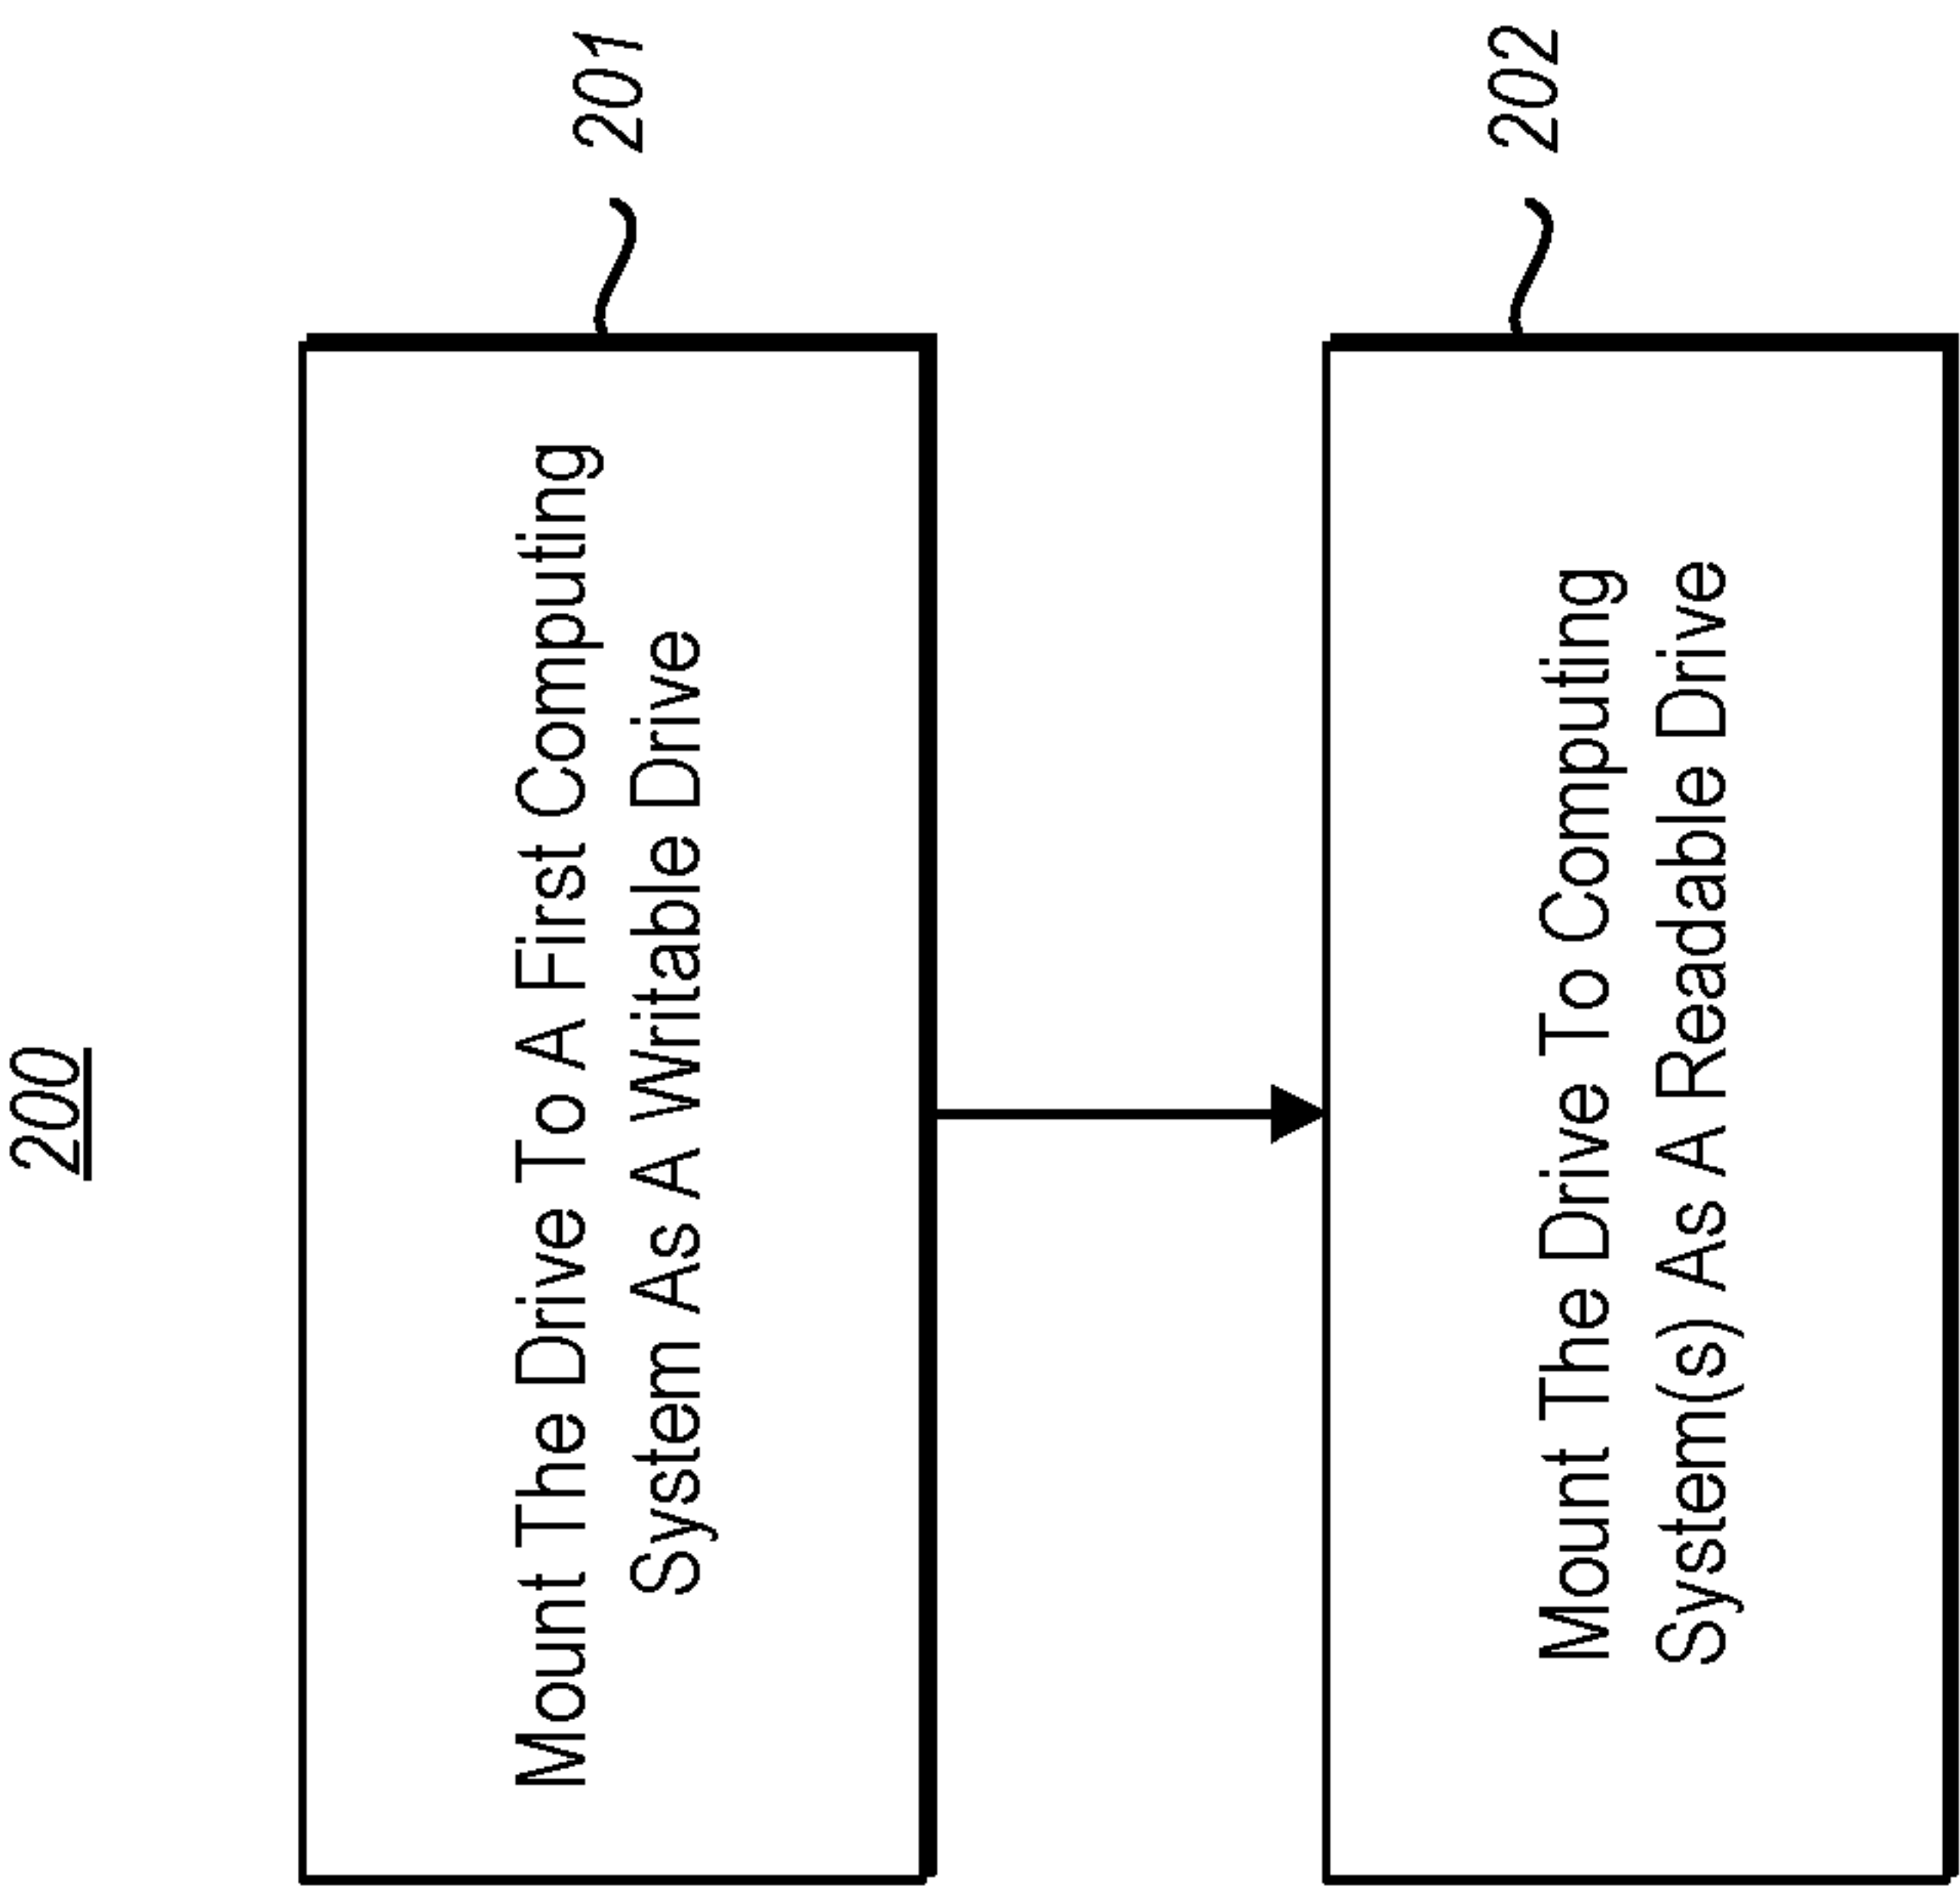 200
Mount The Drive To A First Computing
System As A Writable Drive
201
Mount The Drive To Computing
System(s) As A Readable Drive
202